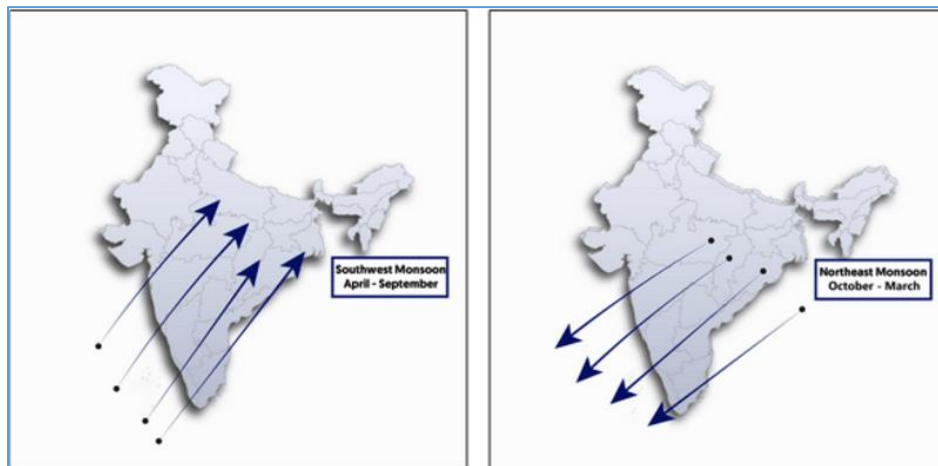 Southwest Monsoon
April - September
Northeast Monsoon
October - March